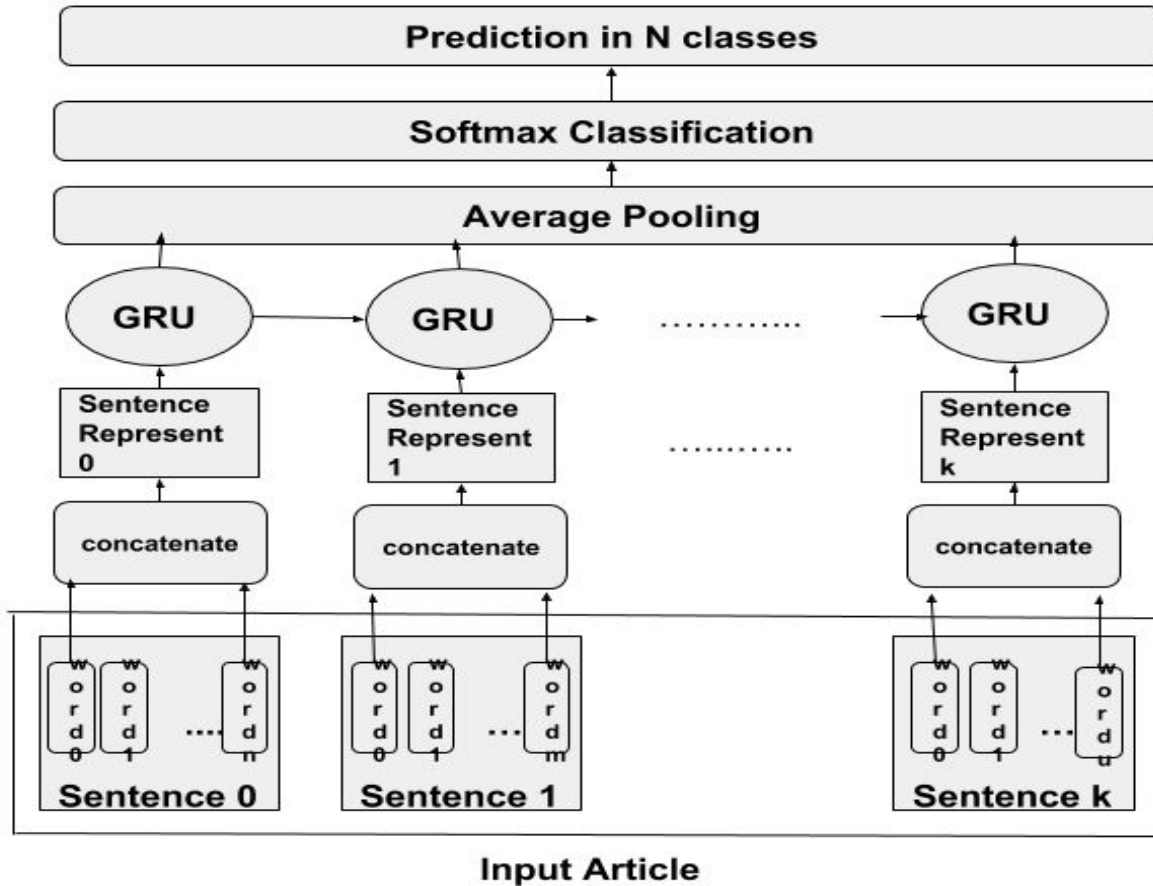 Prediction in N classes
Softmax Classification
Average Pooling
GRU
GRU
............
GRU
Sentence
Represent
0
Sentence
Represent
1
...........
Sentence
Represent
k
concatenate
concatenate
concatenate
word0
word1
....
wordn
Sentence 0
word0
word1
...
wordm
Sentence 1
word0
word1
...
wordu
Sentence k
Input Article